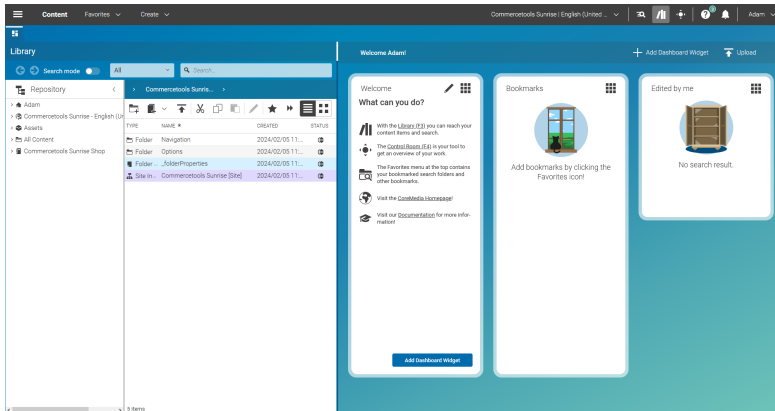 Content Favorites Create Commercetools Sunrise | English (United ... Adam
Library
Search mode All Search...
Repository
Adam
Commercetools Sunrise - English (Un
Assets
All Content
Commercetools Sunrise Shop
Commercetools Sunris...
TYPE NAME CREATED STATUS
Folder Navigation 2024/02/05 11:...
Folder Options 2024/02/05 11:...
Folder ... _folderProperties 2024/02/05 11:...
Site In... Commercetools Sunrise [Site] 2024/02/05 11:...
5 items
Welcome Adam!
Add Dashboard Widget Upload
Welcome
What can you do?
With the Library (F3) you can reach your
content items and search.
The Control Room (F4) is your tool to
get an overview of your work.
The Favorites menu at the top contains
your bookmarked search folders and
other bookmarks.
Visit the CoreMedia Homepage!
Visit our Documentation for more infor-
mation!
Add Dashboard Widget
Bookmarks
Add bookmarks by clicking the
Favorites icon!
Edited by me
No search result.